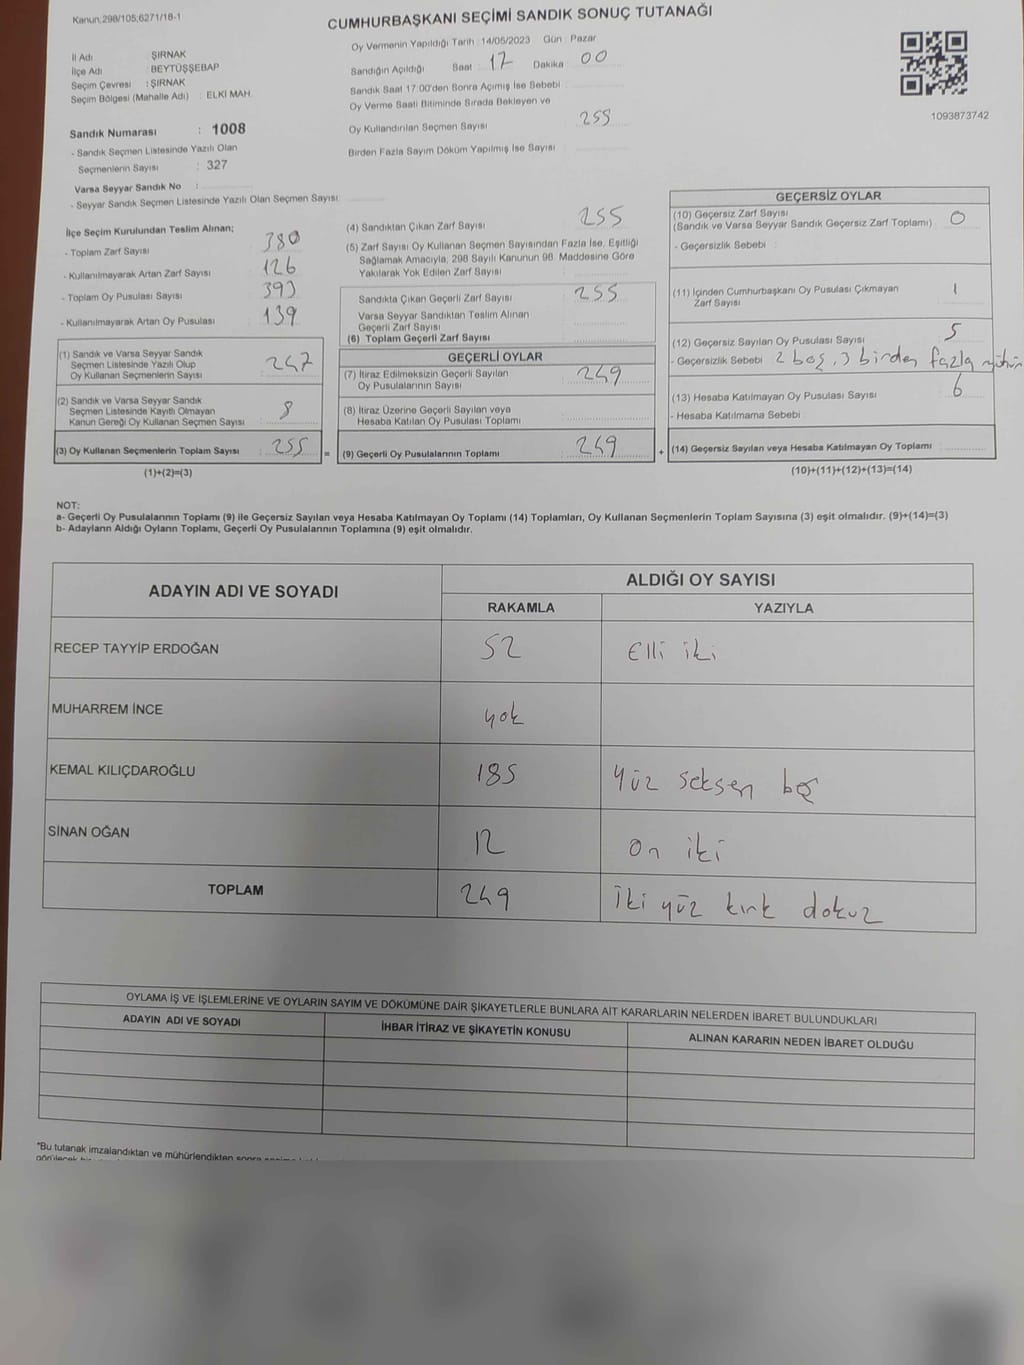 Kanun,298/105;6271/18-1
CUMHURBAŞKANI SEÇİMİ SANDIK SONUÇ TUTANAĞI
İl Adı : ŞIRNAK
İlçe Adı : BEYTÜŞŞEBAP
Seçim Çevresi : ŞIRNAK
Seçim Bölgesi (Mahalle Adı) : ELKİ MAH.
Sandık Numarası : 1008
- Sandık Seçmen Listesinde Yazılı Olan
Seçmenlerin Sayısı : 327
Varsa Seyyar Sandık No :
- Seyyar Sandık Seçmen Listesinde Yazılı Olan Seçmen Sayısı:
Oy Vermenin Yapıldığı Tarih : 14/05/2023 Gün : Pazar
Sandığın Açıldığı Saat : 17 Dakika : 00
Sandık Saat 17:00'den Sonra Açımış İse Sebebi :
Oy Verme Saati Bitiminde Sırada Bekleyen ve
Oy Kullandırılan Seçmen Sayısı : 255
Birden Fazla Sayım Döküm Yapılmış İse Sayısı :
1093873742
İlçe Seçim Kurulundan Teslim Alınan;
- Toplam Zarf Sayısı : 380
- Kullanılmayarak Artan Zarf Sayısı : 126
- Toplam Oy Pusulası Sayısı : 393
- Kullanılmayarak Artan Oy Pusulası : 139
(1) Sandık ve Varsa Seyyar Sandık
Seçmen Listesinde Yazılı Olup
Oy Kullanan Seçmenlerin Sayısı : 247
(2) Sandık ve Varsa Seyyar Sandık
Seçmen Listesinde Kayıtlı Olmayan
Kanun Gereği Oy Kullanan Seçmen Sayısı : 8
(3) Oy Kullanan Seçmenlerin Toplam Sayısı : 255 =
(1)+(2)=(3)
(4) Sandıktan Çıkan Zarf Sayısı : 255
(5) Zarf Sayısı Oy Kullanan Seçmen Sayısından Fazla İse, Eşitliği
Sağlamak Amacıyla, 298 Sayılı Kanunun 98. Maddesine Göre
Yakılarak Yok Edilen Zarf Sayısı :
Sandıkta Çıkan Geçerli Zarf Sayısı : 255
Varsa Seyyar Sandıktan Teslim Alınan
Geçerli Zarf Sayısı :
(6) Toplam Geçerli Zarf Sayısı :
GEÇERLİ OYLAR
(7) İtiraz Edilmeksizin Geçerli Sayılan
Oy Pusulalarının Sayısı : 249
(8) İtiraz Üzerine Geçerli Sayılan veya
Hesaba Katılan Oy Pusulası Toplamı :
(9) Geçerli Oy Pusulalarının Toplamı : 249 +
GEÇERSİZ OYLAR
(10) Geçersiz Zarf Sayısı
(Sandık ve Varsa Seyyar Sandık Geçersiz Zarf Toplamı) : 0
- Geçersizlik Sebebi :
(11) İçinden Cumhurbaşkanı Oy Pusulası Çıkmayan
Zarf Sayısı : 1
(12) Geçersiz Sayılan Oy Pusulası Sayısı : 5
- Geçersizlik Sebebi : 2 boş, 3 birden fazla mühür
(13) Hesaba Katılmayan Oy Pusulası Sayısı : 6
- Hesaba Katılmama Sebebi :
(14) Geçersiz Sayılan veya Hesaba Katılmayan Oy Toplamı :
(10)+(11)+(12)+(13)=(14)
NOT:
a- Geçerli Oy Pusulalarının Toplamı (9) ile Geçersiz Sayılan veya Hesaba Katılmayan Oy Toplamı (14) Toplamları, Oy Kullanan Seçmenlerin Toplam Sayısına (3) eşit olmalıdır. (9)+(14)=(3)
b- Adayların Aldığı Oyların Toplamı, Geçerli Oy Pusulalarının Toplamına (9) eşit olmalıdır.
ADAYIN ADI VE SOYADI ALDIĞI OY SAYISI
RAKAMLA YAZIYLA
RECEP TAYYİP ERDOĞAN 52 Elli iki
MUHARREM İNCE yok
KEMAL KILIÇDAROĞLU 185 Yüz seksen beş
SİNAN OĞAN 12 On iki
TOPLAM 249 İki yüz kırk dokuz
OYLAMA İŞ VE İŞLEMLERİNE VE OYLARIN SAYIM VE DÖKÜMÜNE DAİR ŞİKAYETLERLE BUNLARA AİT KARARLARIN NELERDEN İBARET BULUNDUKLARI
ADAYIN ADI VE SOYADI İHBAR İTİRAZ VE ŞİKAYETİN KONUSU ALINAN KARARIN NEDEN İBARET OLDUĞU
*Bu tutanak imzalandıktan ve mühürlendikten sonra